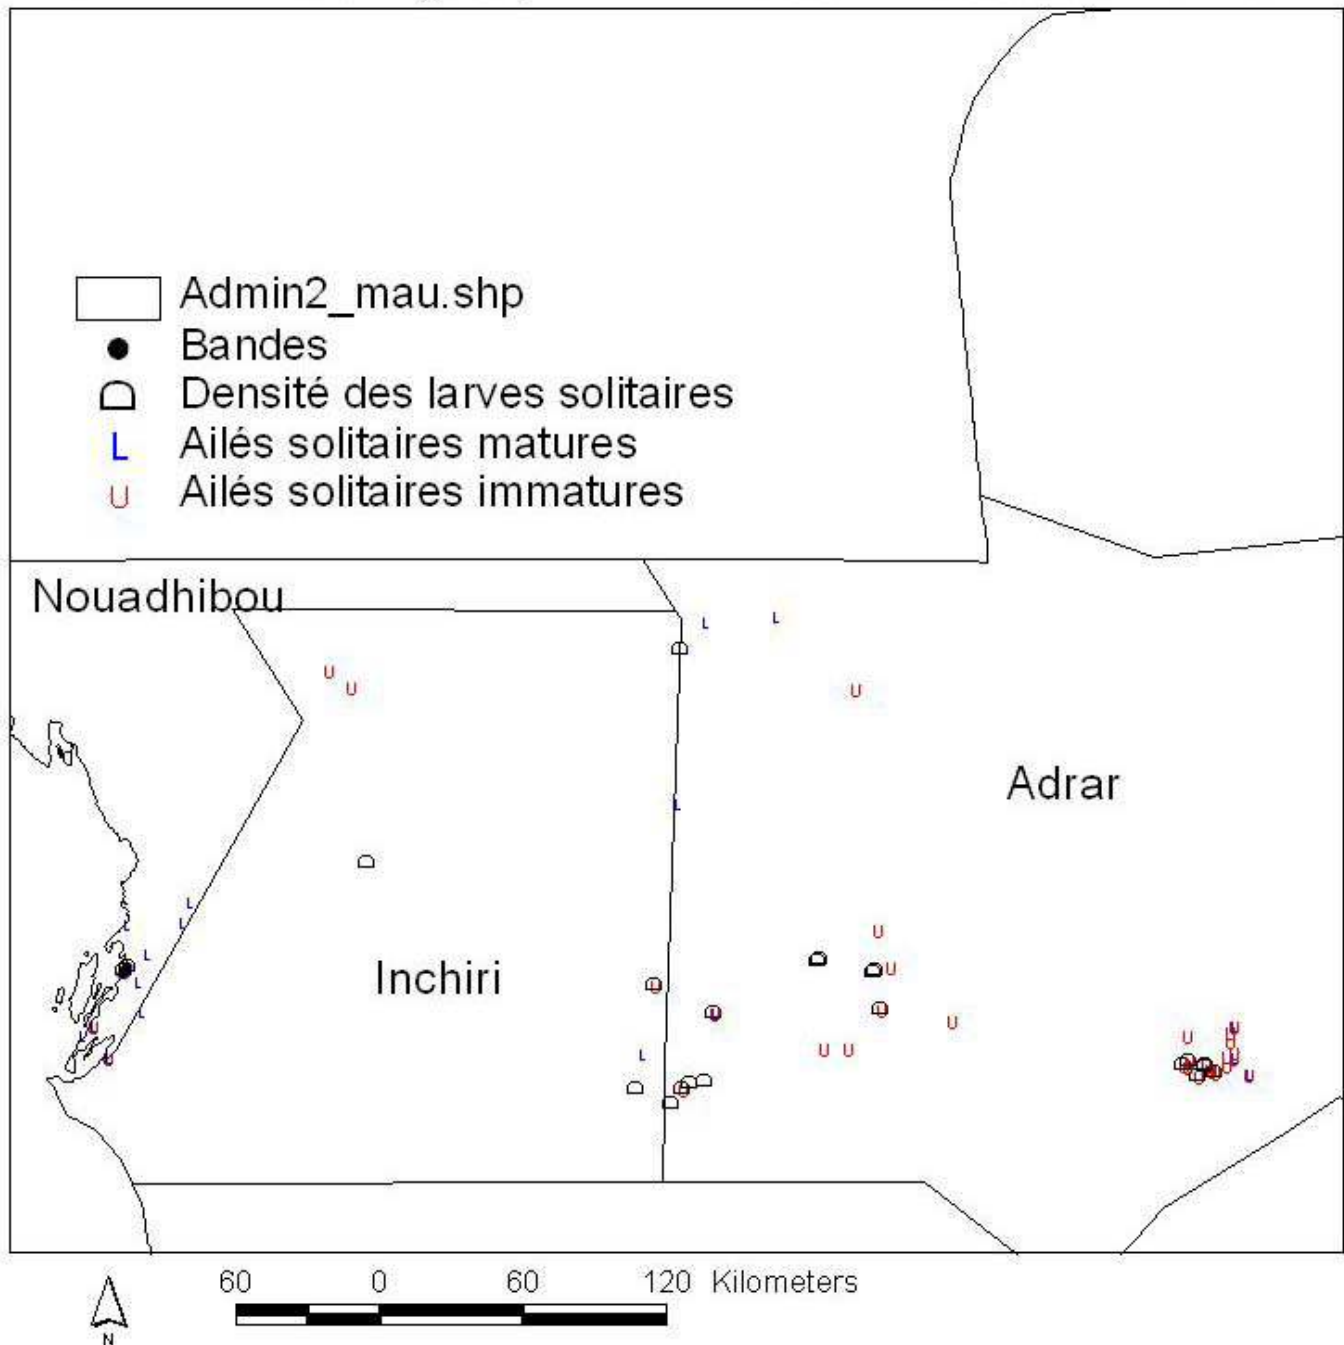 Admin2_mau.shp
Bandes
Densité des larves solitaires
L Ailés solitaires matures
U Ailés solitaires immatures
Nouadhibou
Adrar
Inchiri
60 0 60 120 Kilometers
N